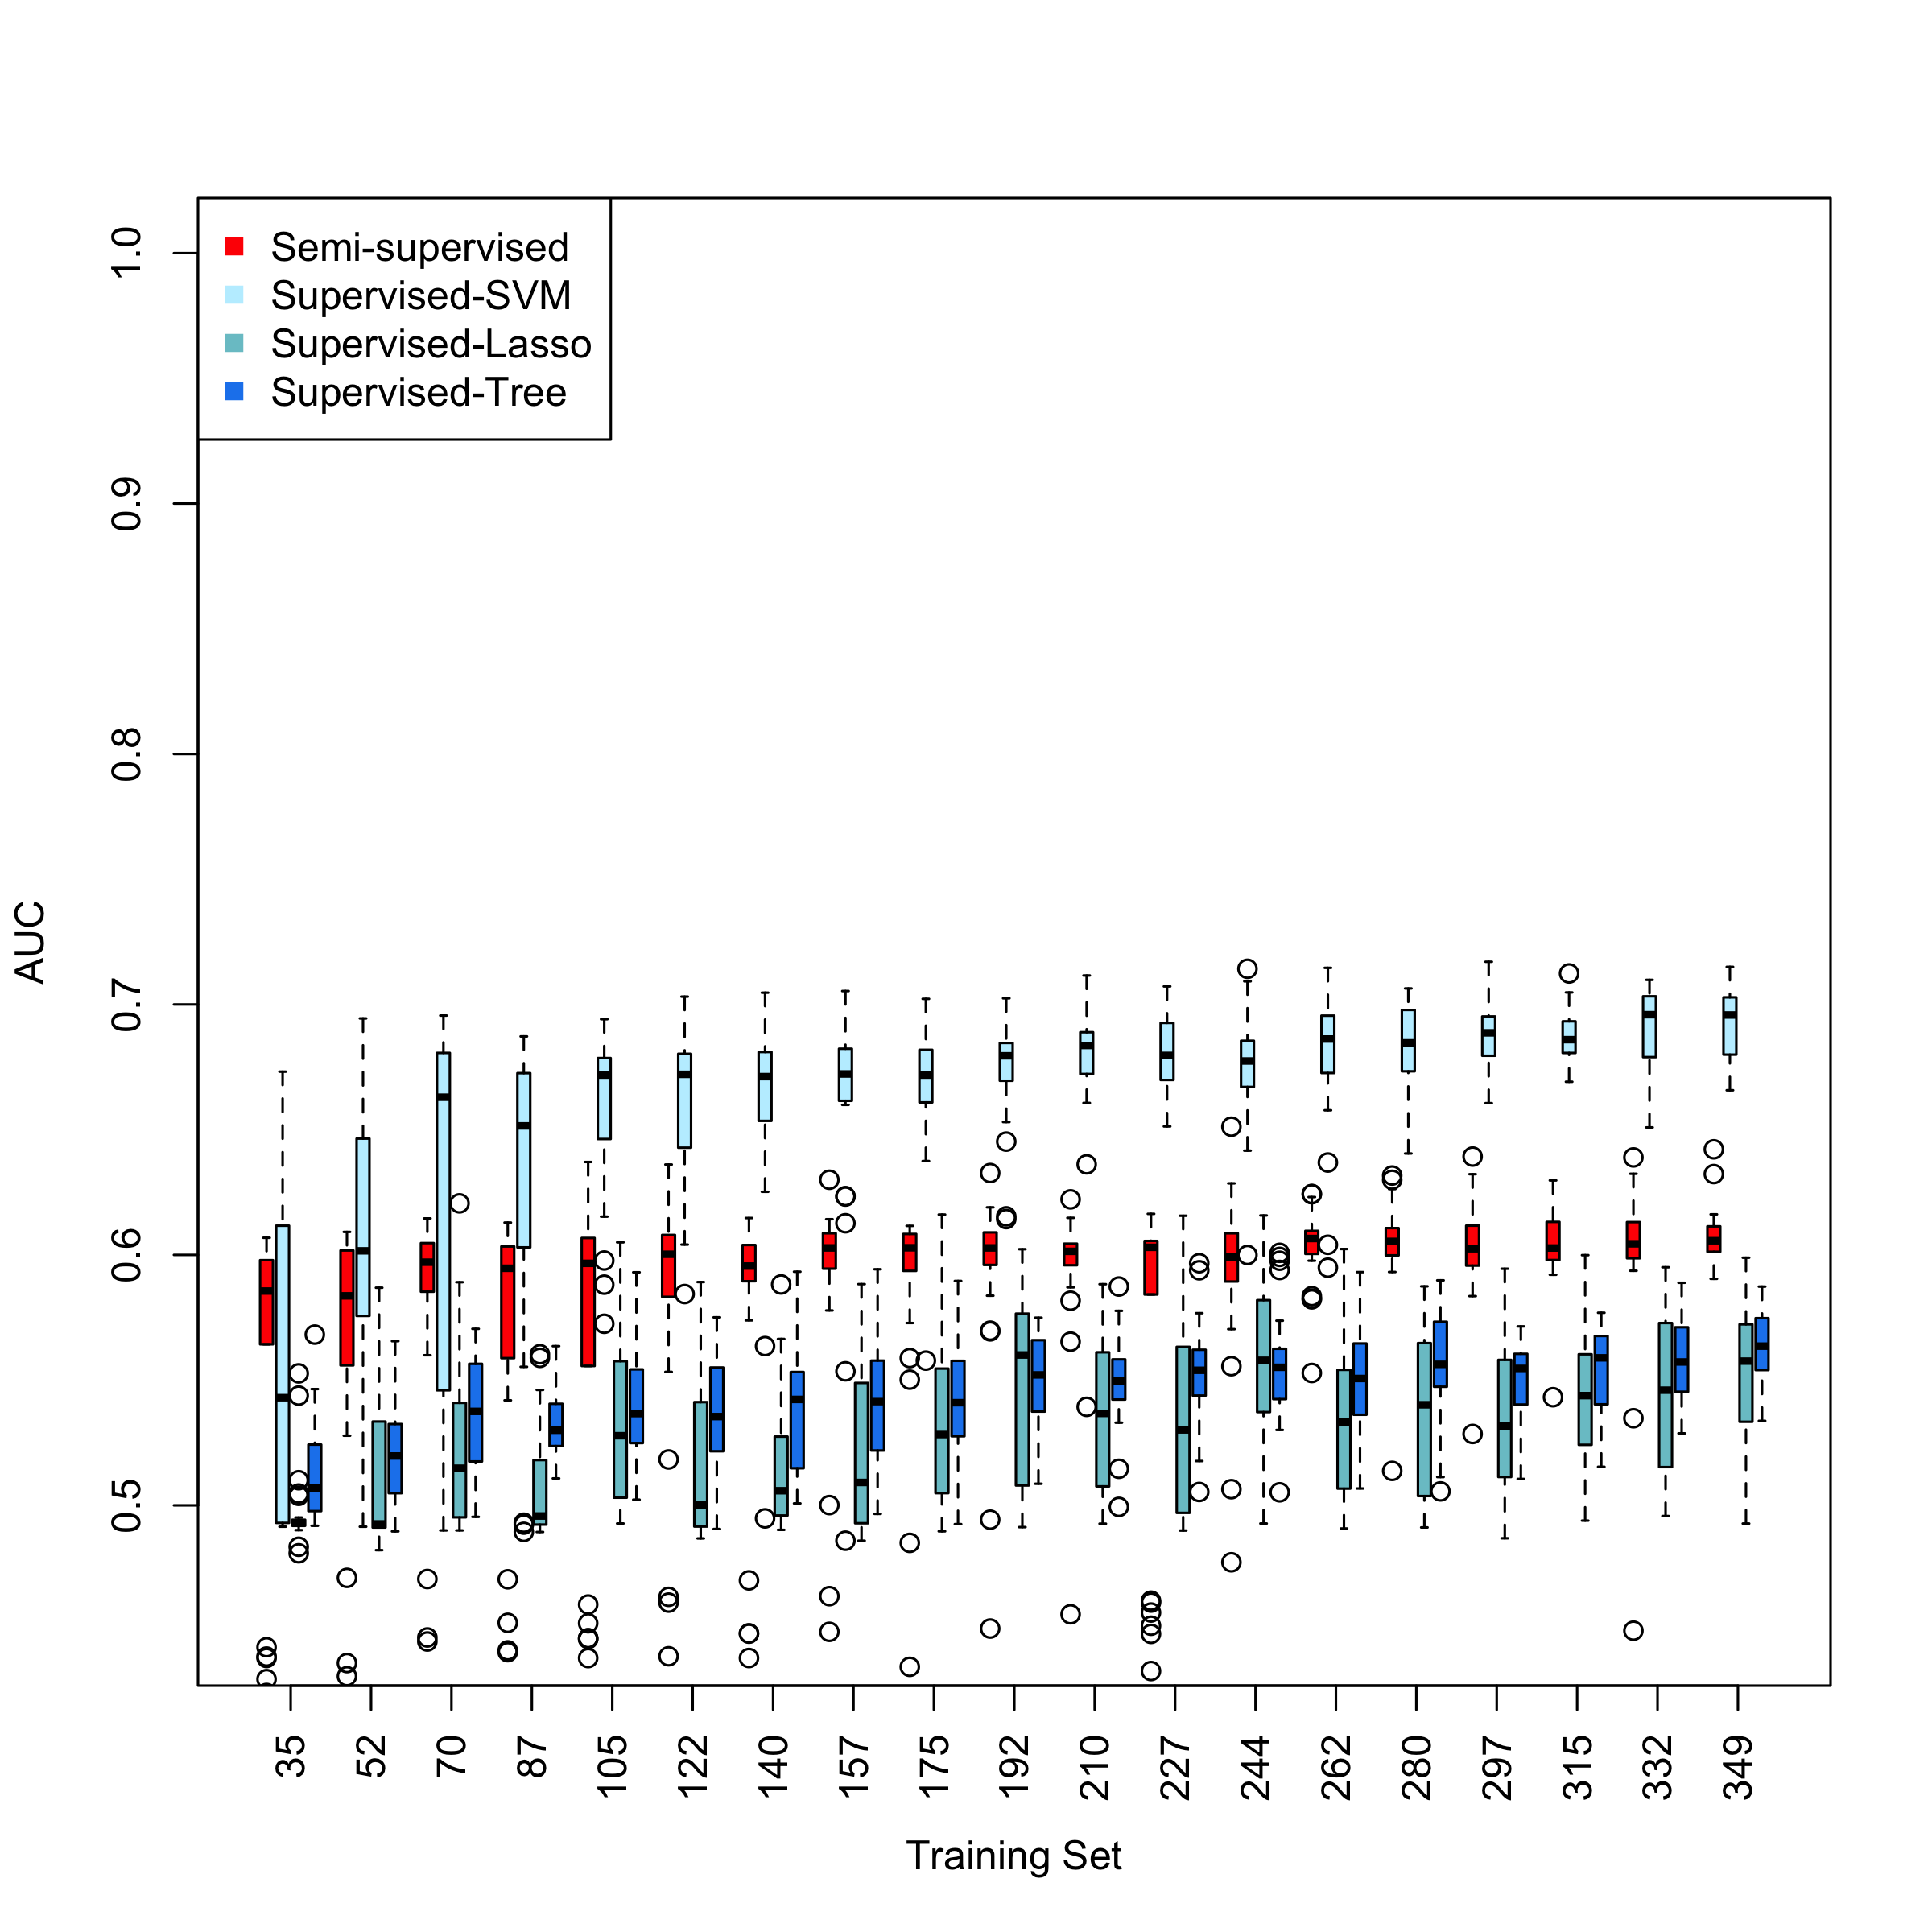 Semi-supervised
Supervised-SVM
Supervised-Lasso
Supervised-Tree
1.0
0.9
0.8
0.7
0.6
0.5
AUC
35 52 70 87 105 122 140 157 175 192 210 227 244 262 280 297 315 332 349
Training Set